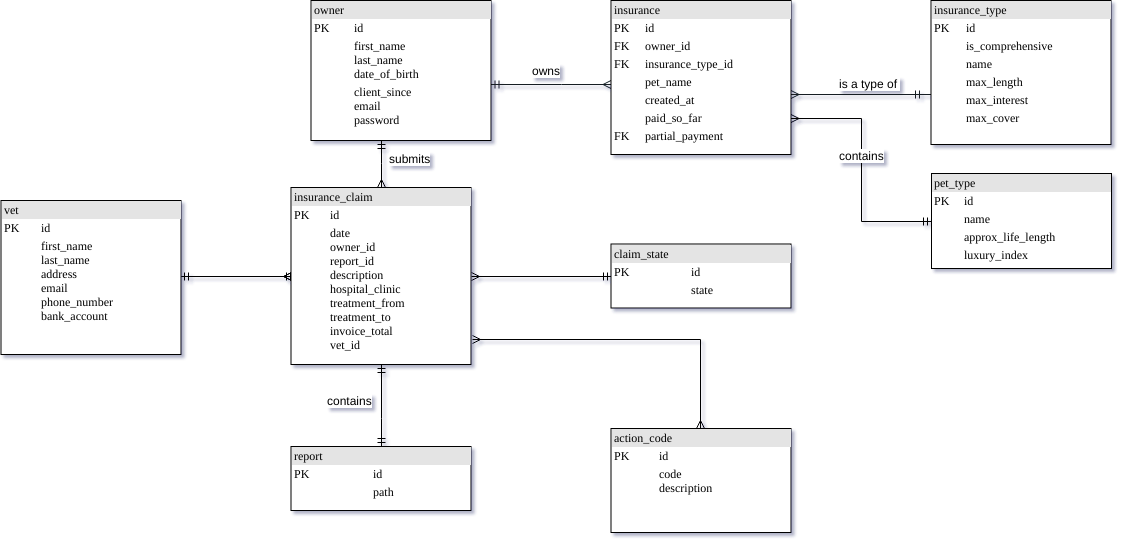 owner
PK id
first_name
last_name
date_of_birth
client_since
email
password
owns
insurance
PK id
FK owner_id
FK insurance_type_id
pet_name
created_at
paid_so_far
FK partial_payment
is a type of
insurance_type
PK id
is_comprehensive
name
max_length
max_interest
max_cover
contains
pet_type
PK id
name
approx_life_length
luxury_index
submits
vet
PK id
first_name
last_name
address
email
phone_number
bank_account
insurance_claim
PK id
date
owner_id
report_id
description
hospital_clinic
treatment_from
treatment_to
invoice_total
vet_id
claim_state
PK id
state
contains
report
PK id
path
action_code
PK id
code
description